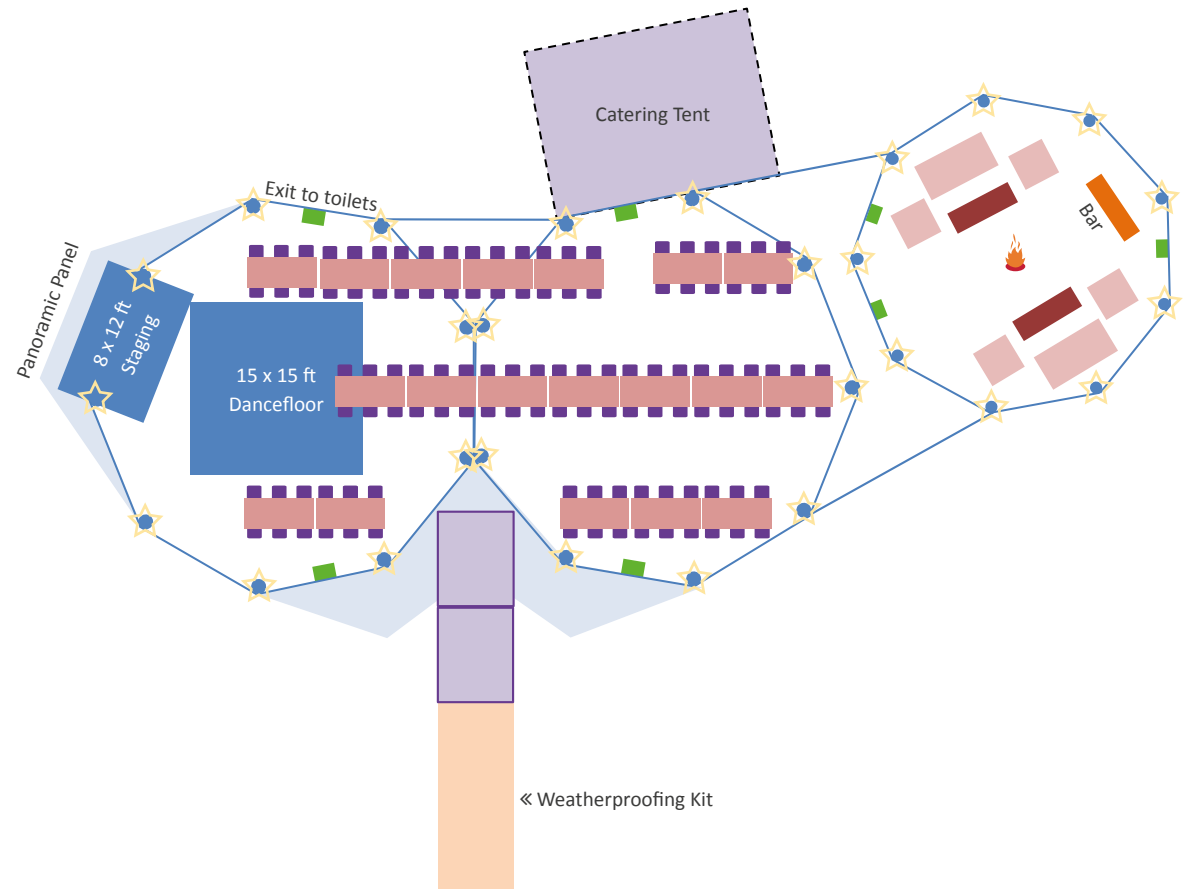 Catering Tent
Exit to toilets
Bar
Panoramic Panel
8 x 12 ft
Staging
15 x 15 ft
Dancefloor
« Weatherproofing Kit